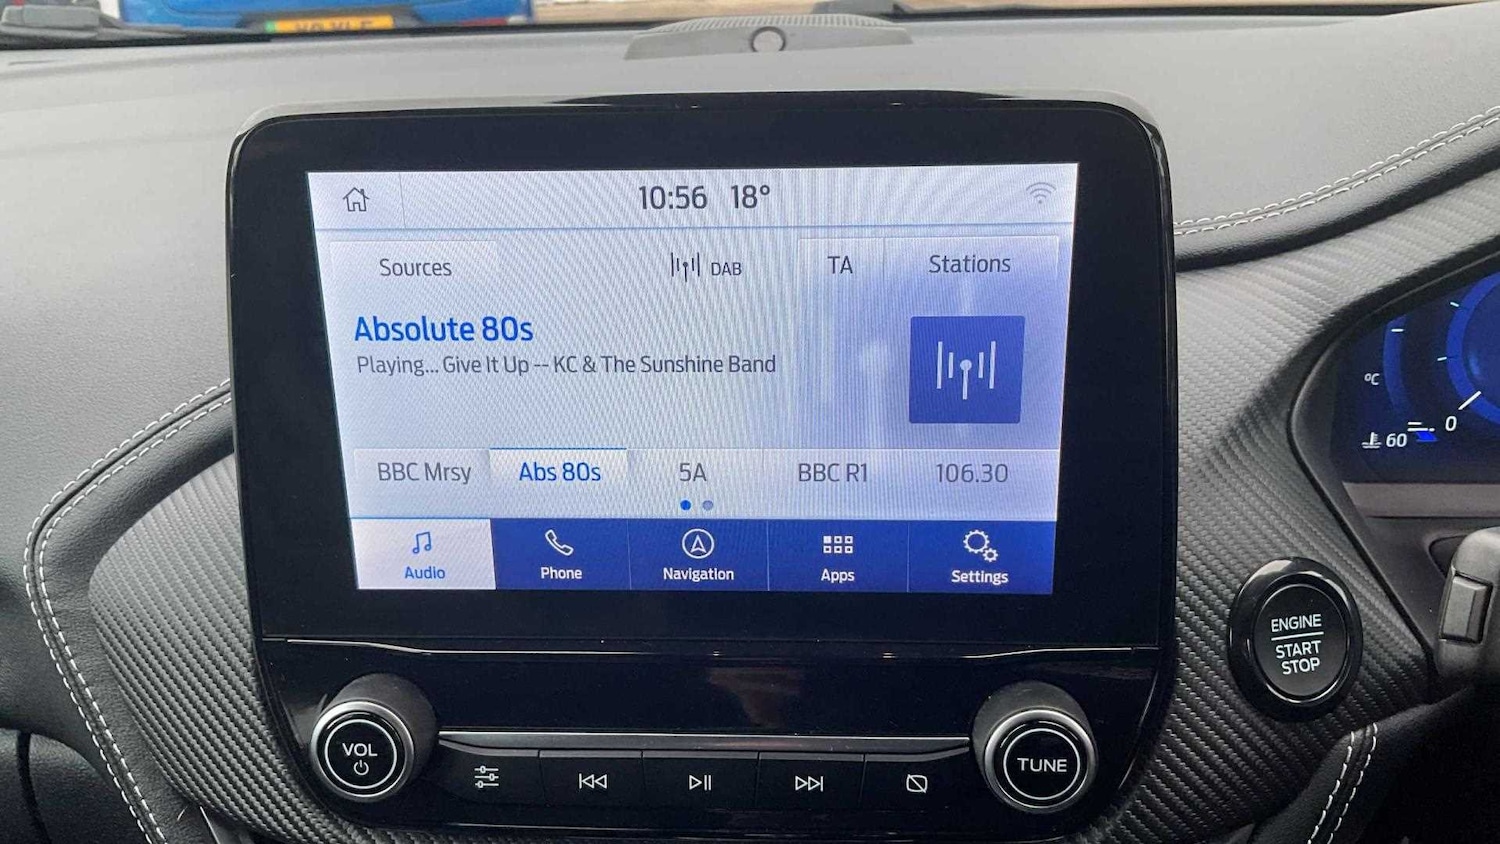 10:56 18°
Sources DAB TA Stations
Absolute 80s
Playing... Give It Up -- KC & The Sunshine Band
BBC Mrsy Abs 80s 5A BBC R1 106.30
Audio Phone Navigation Apps Settings
°C
60 0
ENGINE
START
STOP
VOL
TUNE